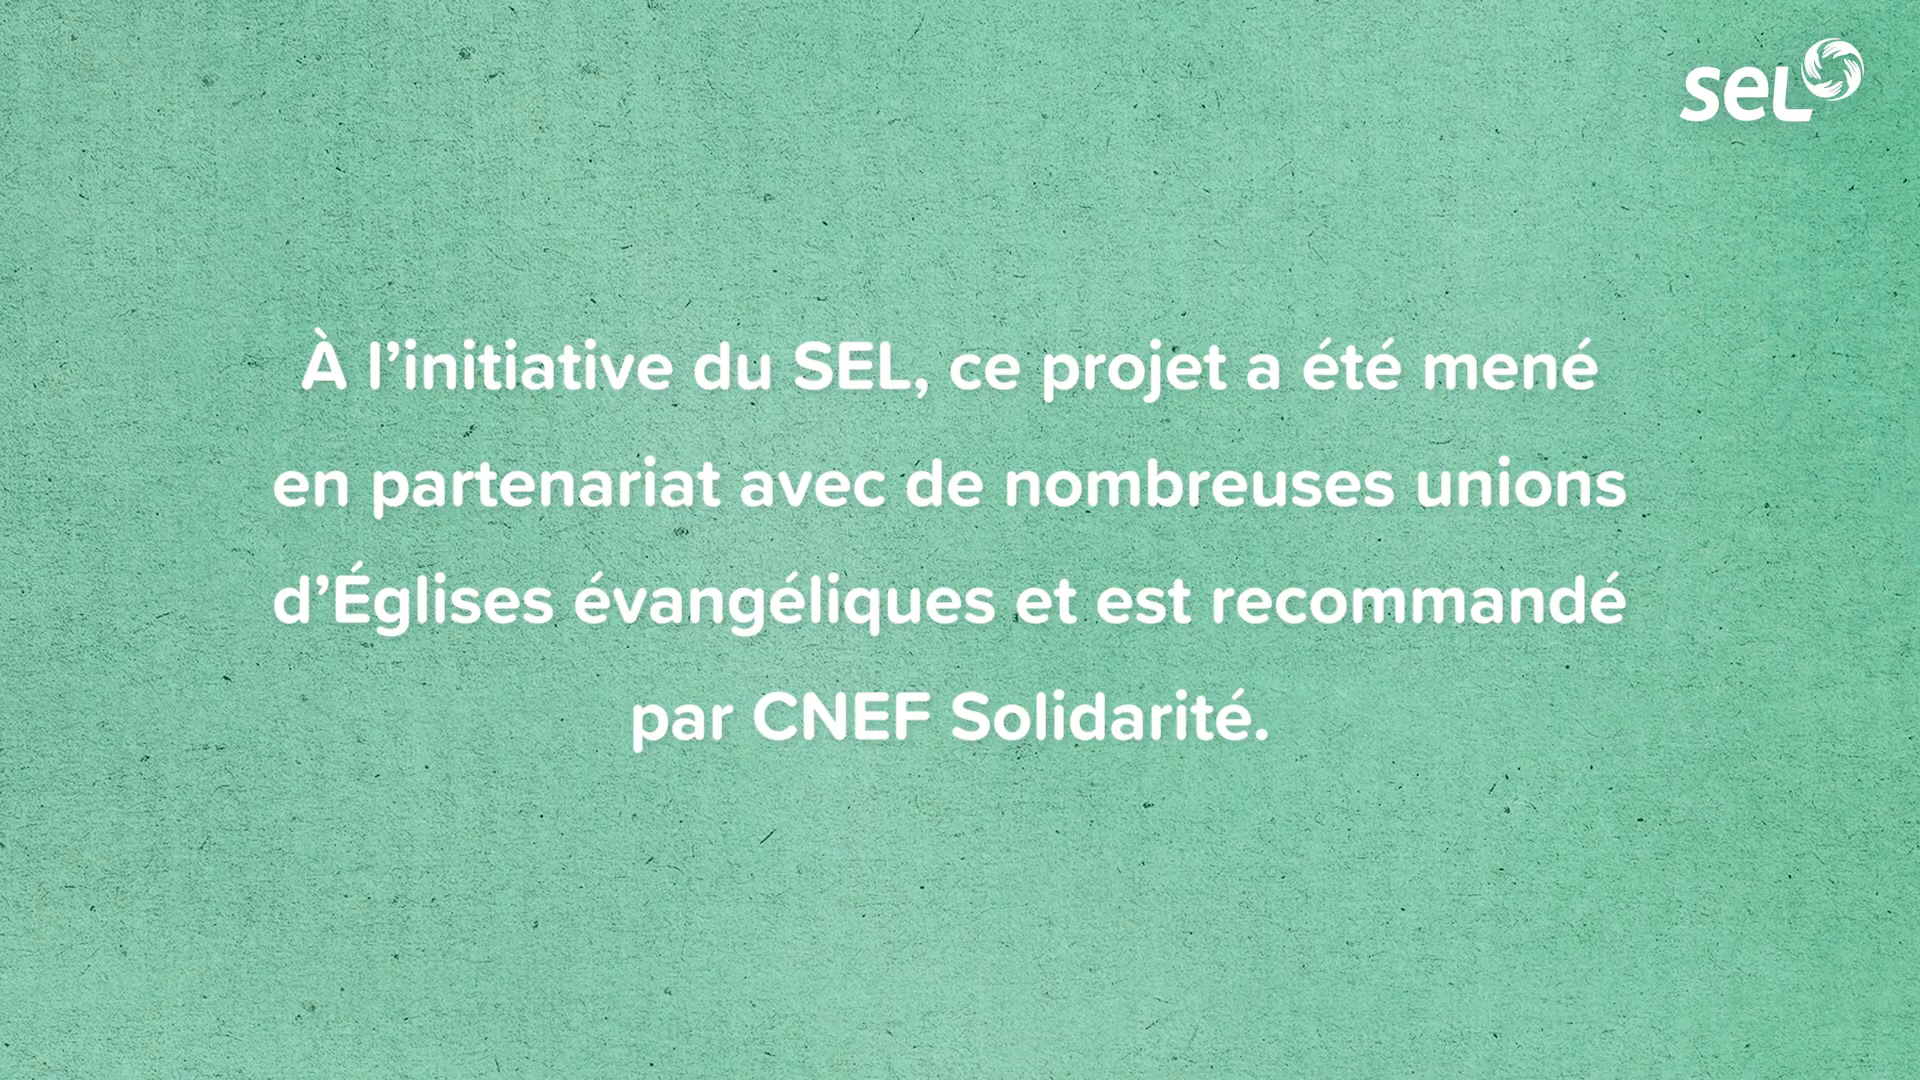 SEL
À l’initiative du SEL, ce projet a été mené
en partenariat avec de nombreuses unions
d’Églises évangéliques et est recommandé
par CNEF Solidarité.